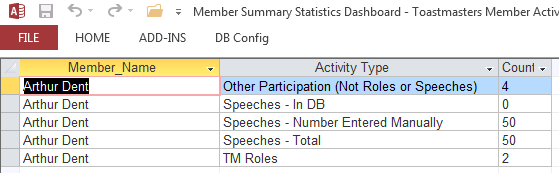 Member Summary Statistics Dashboard - Toastmasters Member Activ
FILE HOME ADD-INS DB Config
Member_Name Activity Type Count
Arthur Dent Other Participation (Not Roles or Speeches) 4
Arthur Dent Speeches - In DB 0
Arthur Dent Speeches - Number Entered Manually 50
Arthur Dent Speeches - Total 50
Arthur Dent TM Roles 2